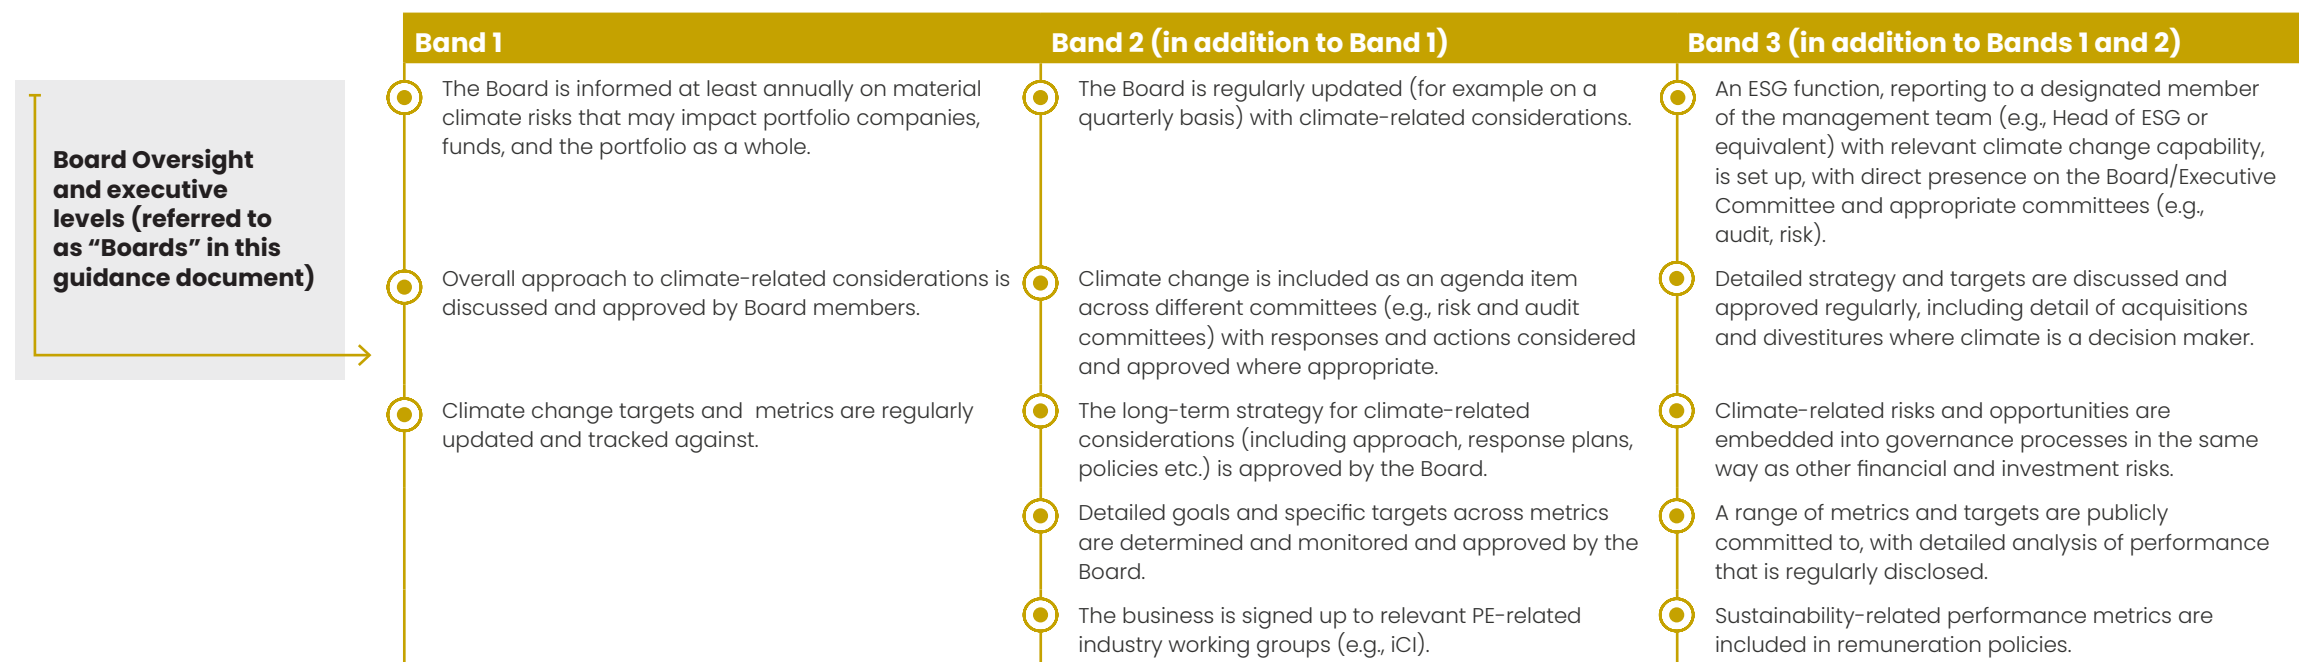 Band 1
Band 2 (in addition to Band 1)
Band 3 (in addition to Bands 1 and 2)
Board Oversight
and executive
levels (referred to
as “Boards” in this
guidance document)
The Board is informed at least annually on material
climate risks that may impact portfolio companies,
funds, and the portfolio as a whole.
Overall approach to climate-related considerations is
discussed and approved by Board members.
Climate change targets and  metrics are regularly
updated and tracked against.
The Board is regularly updated (for example on a
quarterly basis) with climate-related considerations.
Climate change is included as an agenda item
across different committees (e.g., risk and audit
committees) with responses and actions considered
and approved where appropriate.
The long-term strategy for climate-related
considerations (including approach, response plans,
policies etc.) is approved by the Board.
Detailed goals and specific targets across metrics
are determined and monitored and approved by the
Board.
The business is signed up to relevant PE-related
industry working groups (e.g., iCI).
An ESG function, reporting to a designated member
of the management team (e.g., Head of ESG or
equivalent) with relevant climate change capability,
is set up, with direct presence on the Board/Executive
Committee and appropriate committees (e.g.,
audit, risk).
Detailed strategy and targets are discussed and
approved regularly, including detail of acquisitions
and divestitures where climate is a decision maker.
Climate-related risks and opportunities are
embedded into governance processes in the same
way as other financial and investment risks.
A range of metrics and targets are publicly
committed to, with detailed analysis of performance
that is regularly disclosed.
Sustainability-related performance metrics are
included in remuneration policies.